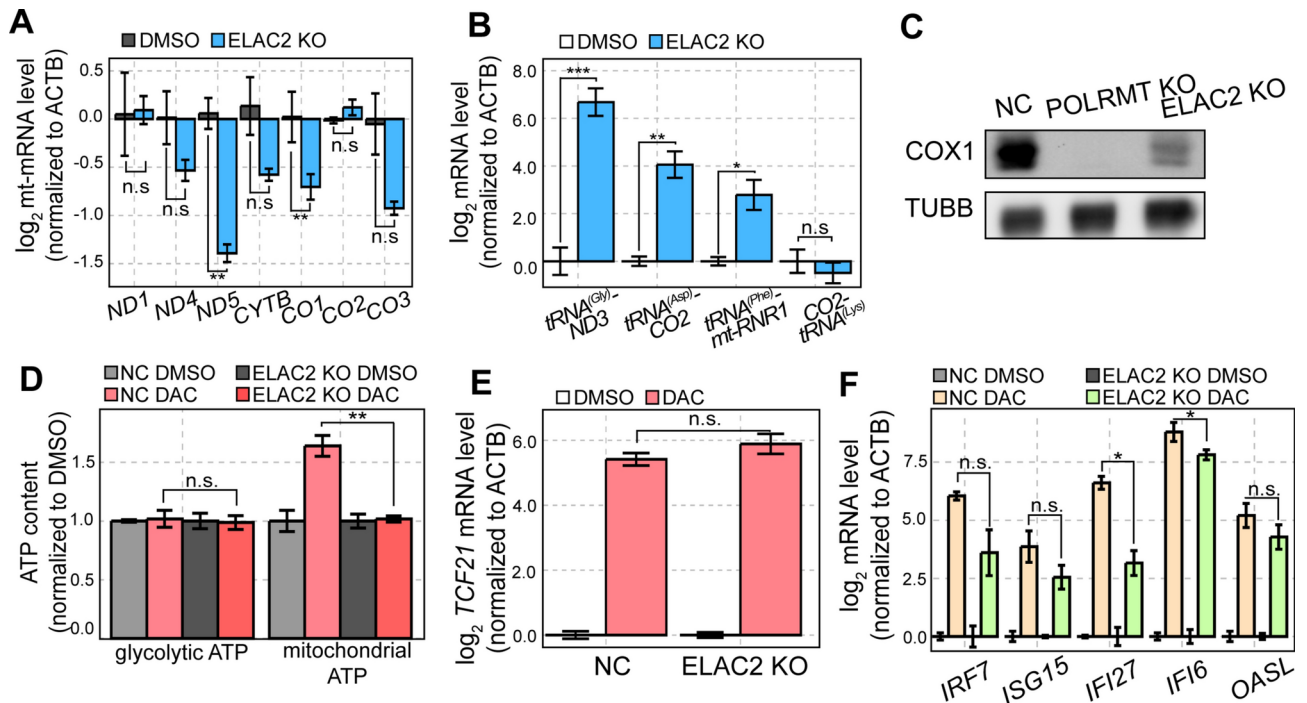 A
DMSO ELAC2 KO
log2 mt-mRNA level
(normalized to ACTB)
0.5
0.0
-0.5
-1.0
-1.5
n.s
n.s
**
n.s
**
n.s
n.s
ND1 ND4 ND5 CYTB CO1 CO2 CO3
B
DMSO ELAC2 KO
log2 mRNA level
(normalized to ACTB)
8.0
6.0
4.0
2.0
0.0
***
**
*
n.s
tRNA(Gly)-
ND3
tRNA(Asp)-
CO2
tRNA(Phe)-
mt-RNR1
CO2-
tRNA(Lys)
C
NC POLRMT KO
ELAC2 KO
COX1
TUBB
D
NC DMSO ELAC2 KO DMSO
NC DAC ELAC2 KO DAC
ATP content
(normalized to DMSO)
1.5
1.0
0.5
0.0
n.s.
**
glycolytic ATP mitochondrial
ATP
E
DMSO DAC
log2 TCF21 mRNA level
(normalized to ACTB)
6.0
4.0
2.0
0.0
n.s.
NC ELAC2 KO
F
NC DMSO ELAC2 KO DMSO
NC DAC ELAC2 KO DAC
log2 mRNA level
(normalized to ACTB)
7.5
5.0
2.5
0.0
n.s.
n.s.
*
*
n.s.
IRF7 ISG15 IFI27 IFI6 OASL